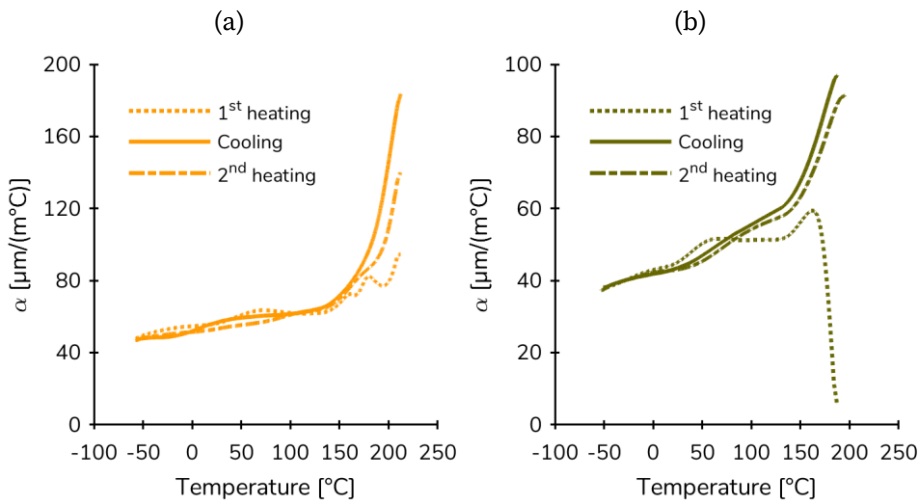 (a)
200
160
120
80
40
0
-100
-50
0
50
100
150
200
250
α [µm/(m°C)]
Temperature [°C]
1st heating
Cooling
2nd heating
(b)
100
80
60
40
20
0
-100
-50
0
50
100
150
200
250
α [µm/(m°C)]
Temperature [°C]
1st heating
Cooling
2nd heating